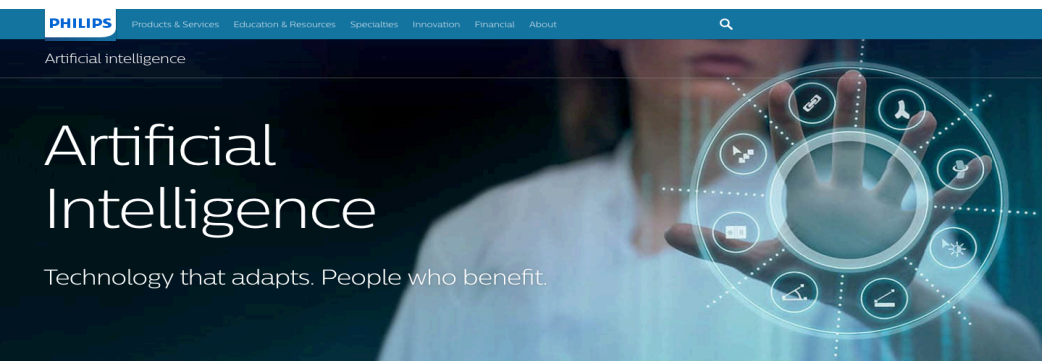 PHILIPS Products & Services Education & Resources Specialties Innovation Financial About
Artificial intelligence
Artificial
Intelligence
Technology that adapts. People who benefit.